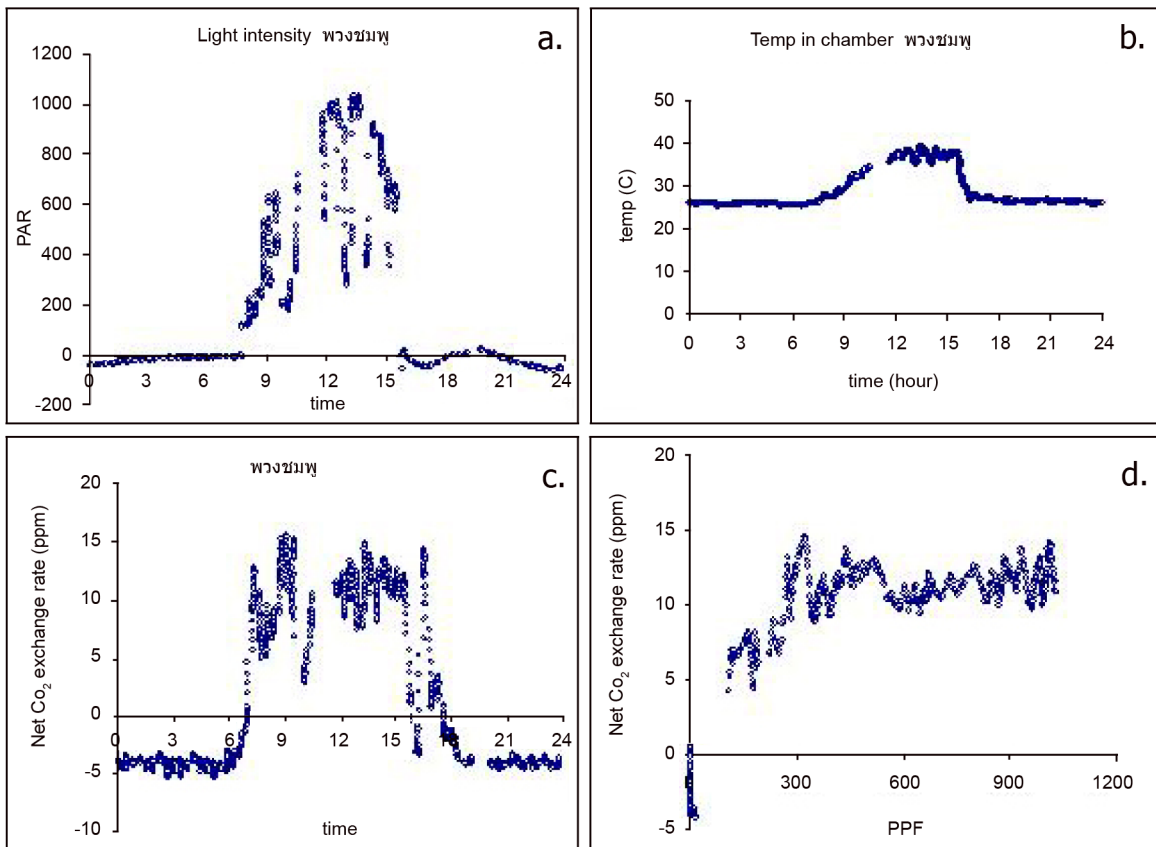 Light intensity พวงชมพู
a.
1200
1000
800
600
400
200
0
-200
PAR
0 3 6 9 12 15 18 21 24
time
Temp in chamber พวงชมพู
b.
50
40
30
20
10
0
temp (C)
0 3 6 9 12 15 18 21 24
time (hour)
พวงชมพู
c.
20
15
10
5
0
-5
-10
Net Co₂ exchange rate (ppm)
0 3 6 9 12 15 18 21 24
time
d.
20
15
10
5
0
-5
Net Co₂ exchange rate (ppm)
300 600 900 1200
PPF